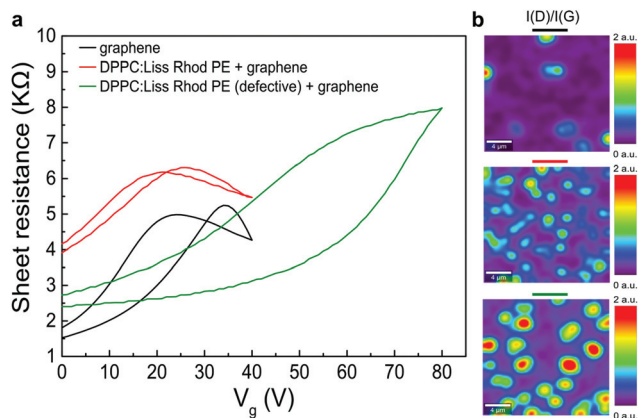 a
graphene
DPPC:Liss Rhod PE + graphene
DPPC:Liss Rhod PE (defective) + graphene
Sheet resistance (KΩ)
10
9
8
7
6
5
4
3
2
1
0 10 20 30 40 50 60 70 80
V_g (V)
b
I(D)/I(G)
2 a.u.
4 µm
0 a.u.
2 a.u.
4 µm
0 a.u.
2 a.u.
4 µm
0 a.u.